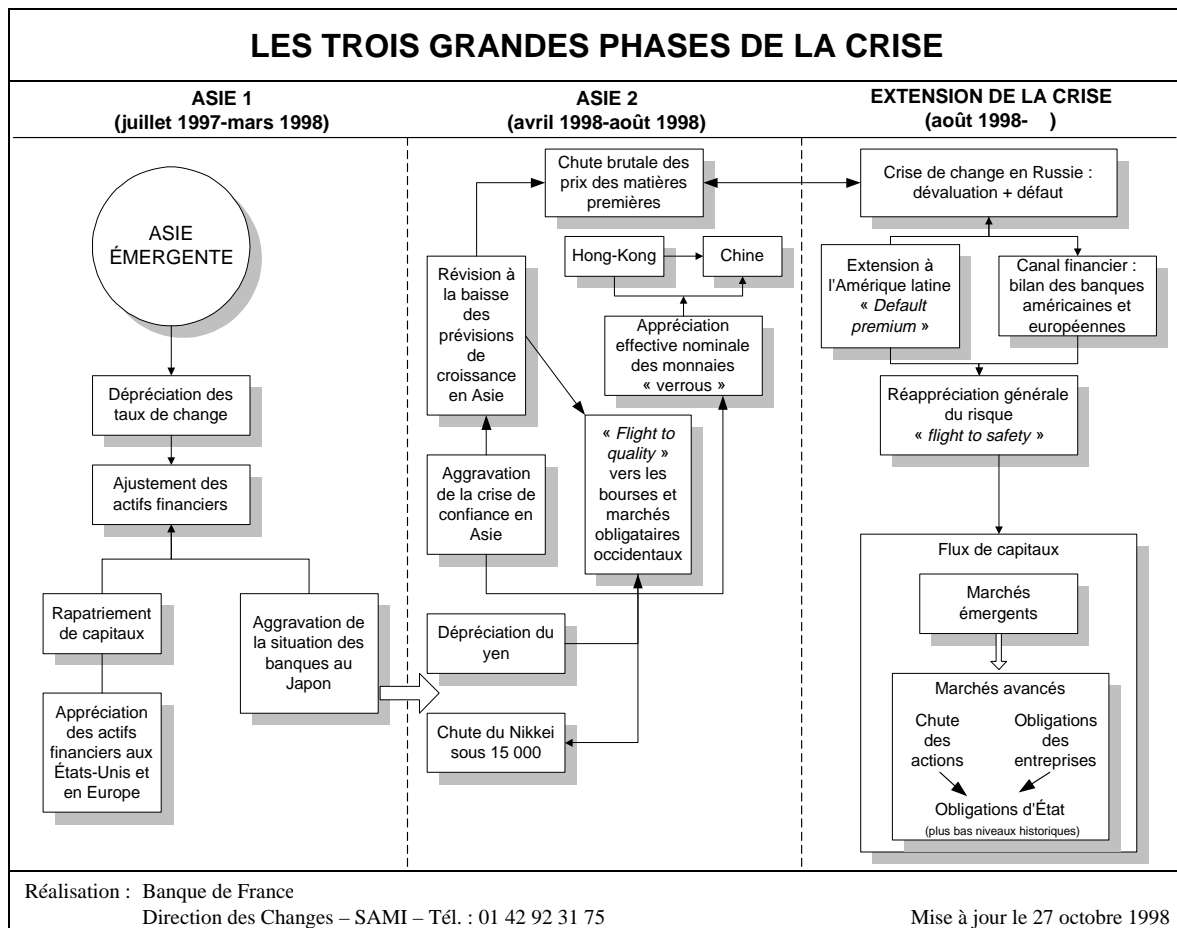 LES TROIS GRANDES PHASES DE LA CRISE
ASIE 1
(juillet 1997-mars 1998)
ASIE
ÉMERGENTE
Dépréciation des
taux de change
Ajustement des
actifs financiers
Rapatriement
de capitaux
Aggravation de
la situation des
banques au
Japon
Appréciation
des actifs
financiers aux
États-Unis et
en Europe
ASIE 2
(avril 1998-août 1998)
Chute brutale des
prix des matières
premières
Hong-Kong
Chine
Révision à
la baisse
des
prévisions
de
croissance
en Asie
Appréciation
effective nominale
des monnaies
« verrous »
« Flight to
quality »
vers les
bourses et
marchés
obligataires
occidentaux
Aggravation
de la crise de
confiance en
Asie
Dépréciation du
yen
Chute du Nikkei
sous 15 000
EXTENSION DE LA CRISE
(août 1998- )
Crise de change en Russie :
dévaluation + défaut
Extension à
l'Amérique latine
« Default
premium »
Canal financier :
bilan des banques
américaines et
européennes
Réappréciation générale
du risque
« flight to safety »
Flux de capitaux
Marchés
émergents
Marchés avancés
Chute
des
actions
Obligations
des
entreprises
Obligations d'État
(plus bas niveaux historiques)
Réalisation : Banque de France
Direction des Changes – SAMI – Tél. : 01 42 92 31 75
Mise à jour le 27 octobre 1998